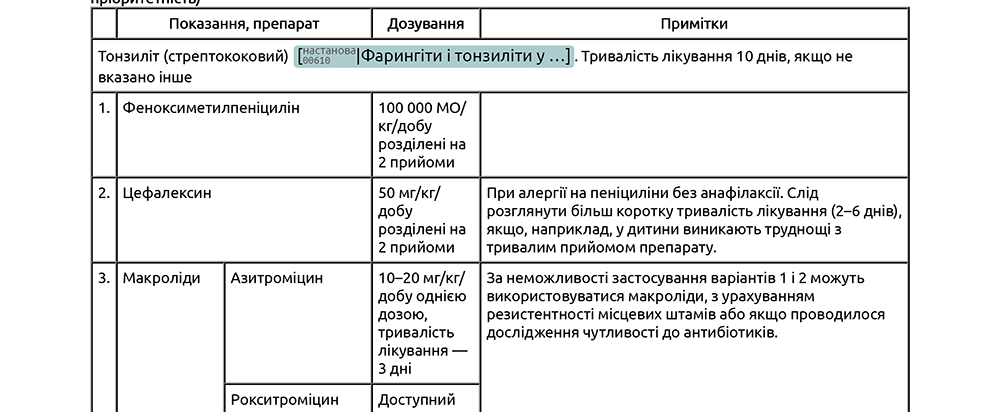 пріоритетність)
Показання, препарат Дозування Примітки
Тонзиліт (стрептококовий) [настанова 00610|Фарингіти і тонзиліти у ...]. Тривалість лікування 10 днів, якщо не
вказано інше
1. Феноксиметилпеніцилін
100 000 МО/
кг/добу
розділені на
2 прийоми
2. Цефалексин
50 мг/кг/
добу
розділені на
2 прийоми
При алергії на пеніциліни без анафілаксії. Слід
розглянути більш коротку тривалість лікування (2–6 днів),
якщо, наприклад, у дитини виникають труднощі з
тривалим прийомом препарату.
3. Макроліди
Азитроміцин
10–20 мг/кг/
добу однією
дозою,
тривалість
лікування —
3 дні
За неможливості застосування варіантів 1 і 2 можуть
використовуватися макроліди, з урахуванням
резистентності місцевих штамів або якщо проводилося
дослідження чутливості до антибіотиків.
Рокситроміцин
Доступний